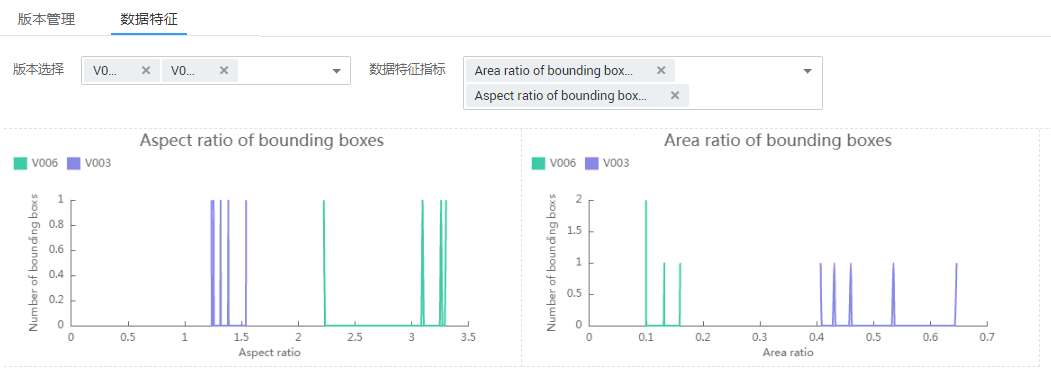 版本管理 数据特征
版本选择 V0... V0... 数据特征指标 Area ratio of bounding box...
Aspect ratio of bounding box...
Aspect ratio of bounding boxes
V006 V003
Number of bounding boxs
1
0.8
0.6
0.4
0.2
0
0 0.5 1 1.5 2 2.5 3 3.5
Aspect ratio
Area ratio of bounding boxes
V006 V003
Number of bounding boxs
2
1.5
1
0.5
0
0 0.1 0.2 0.3 0.4 0.5 0.6 0.7
Area ratio